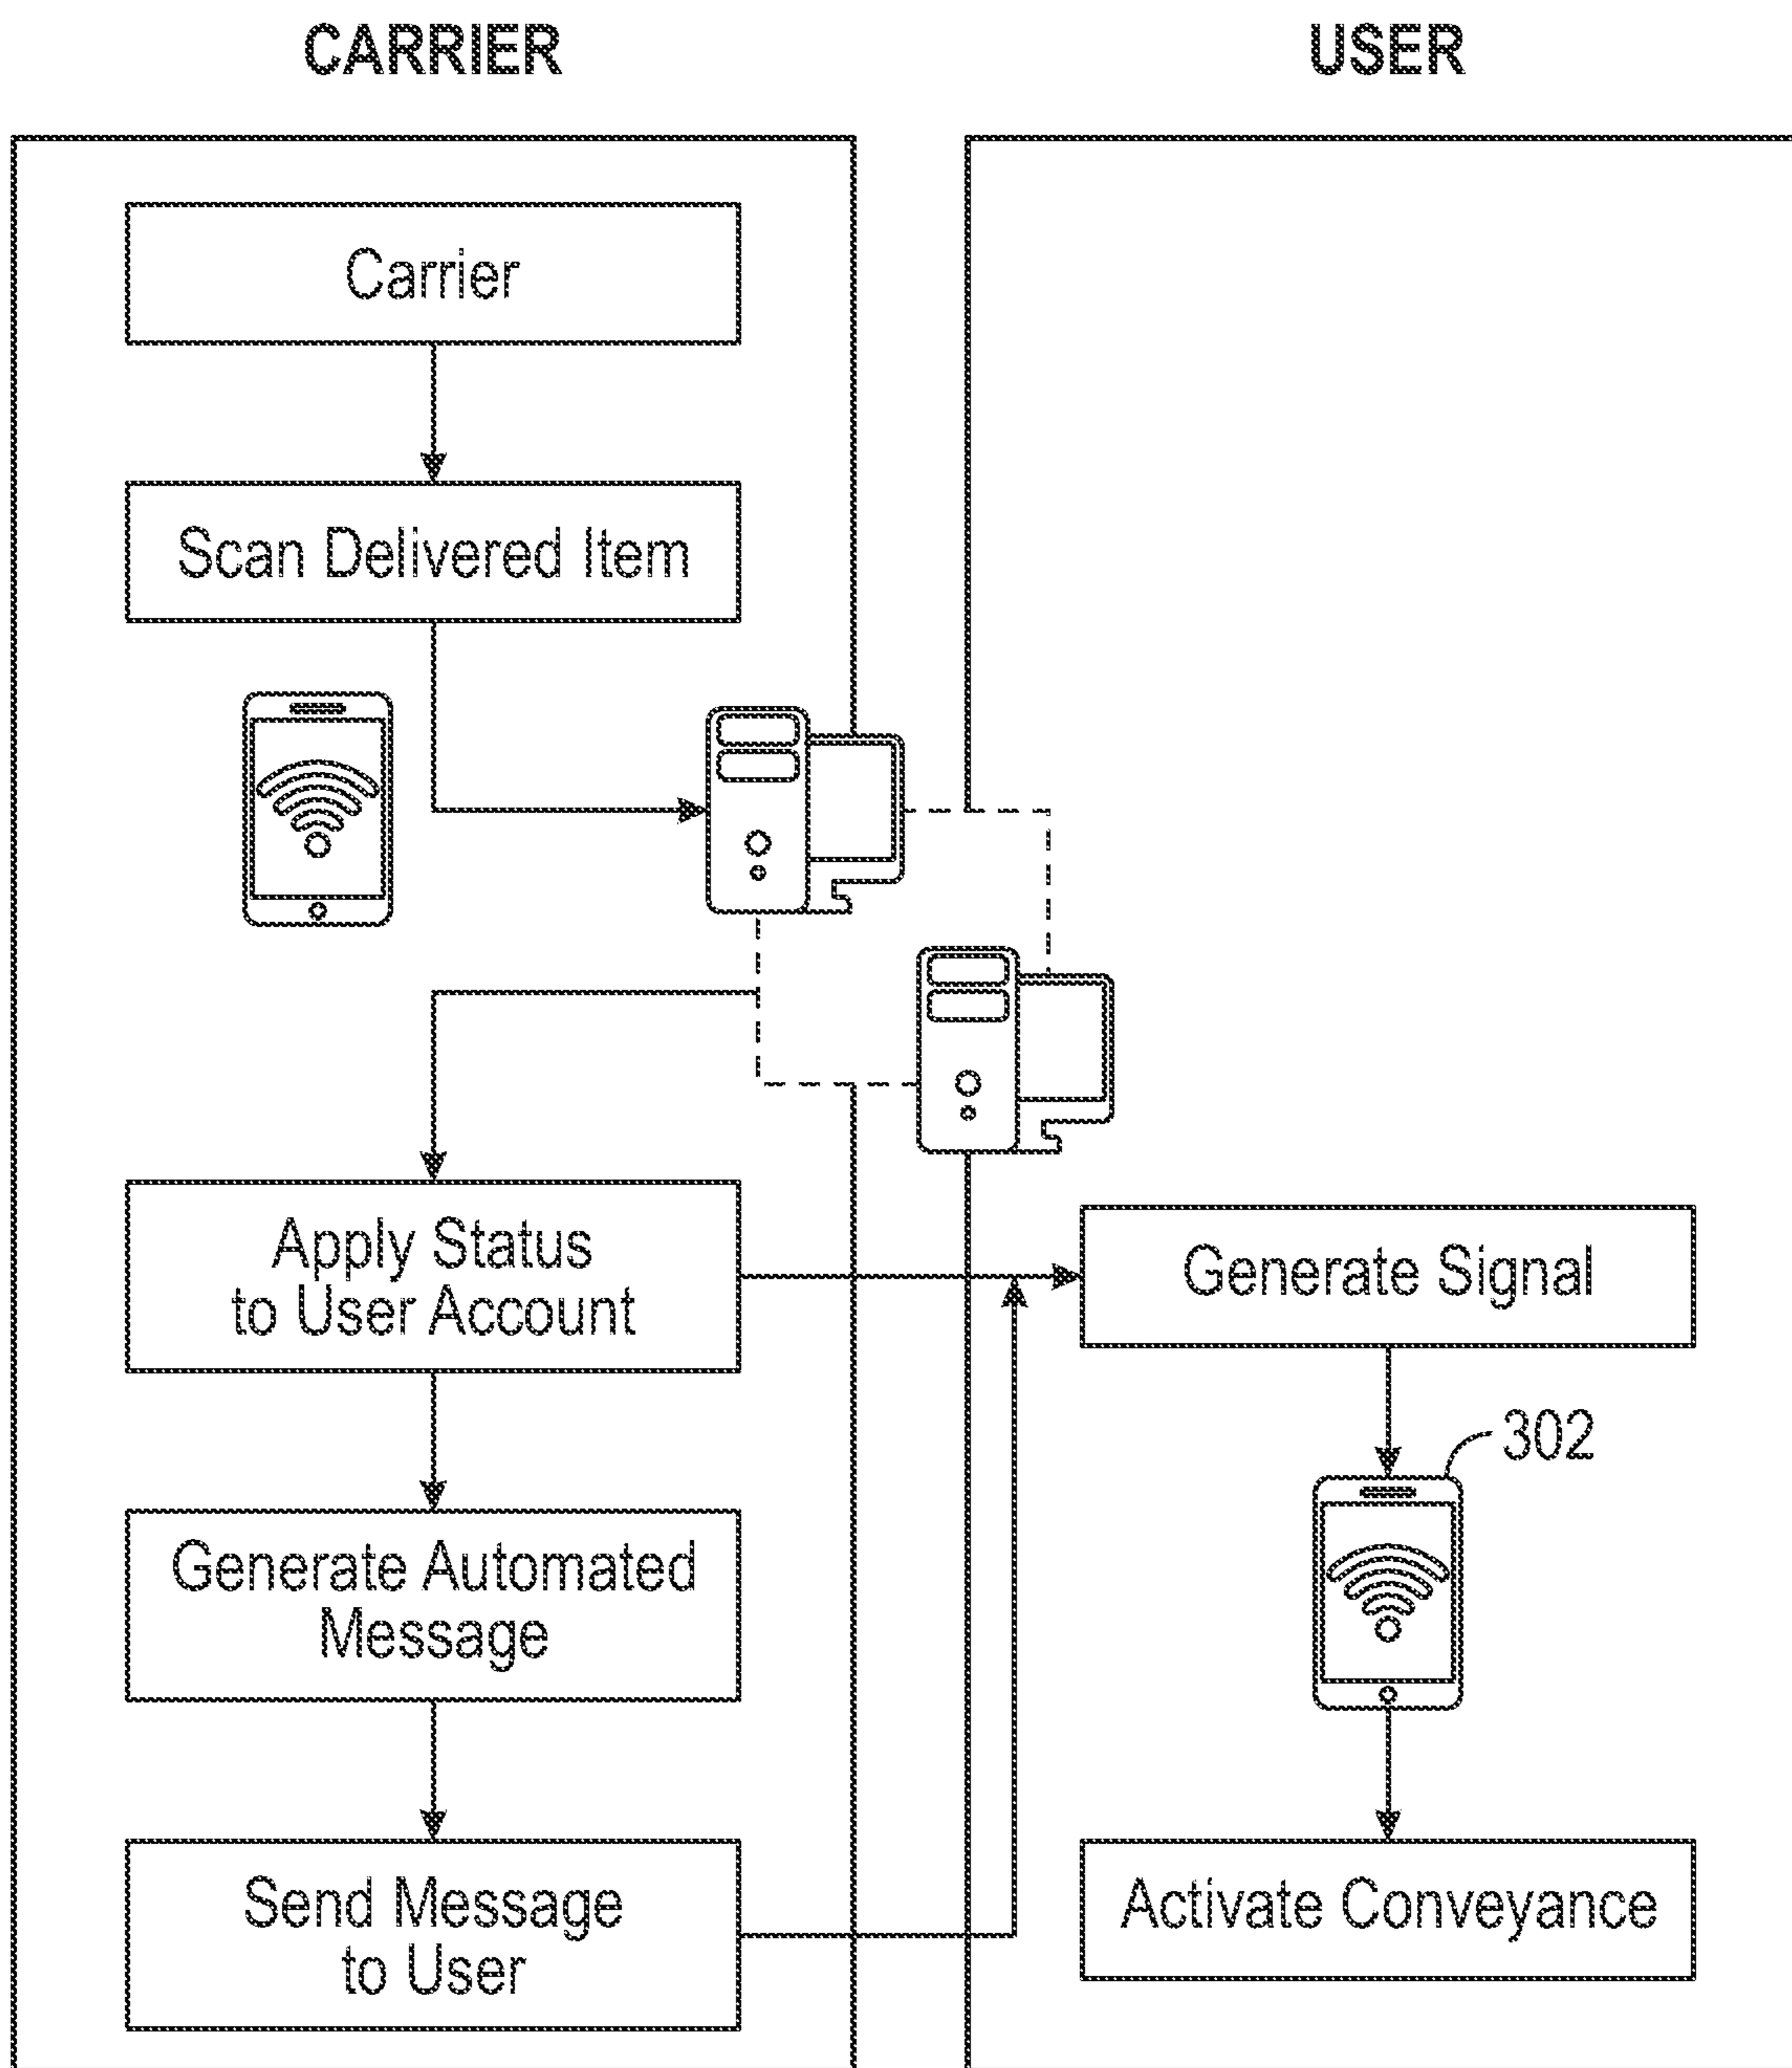 CARRIER
USER
Carrier
Scan Delivered Item
Apply Status
to User Account
Generate Signal
302
Generate Automated
Message
Send Message
to User
Activate Conveyance